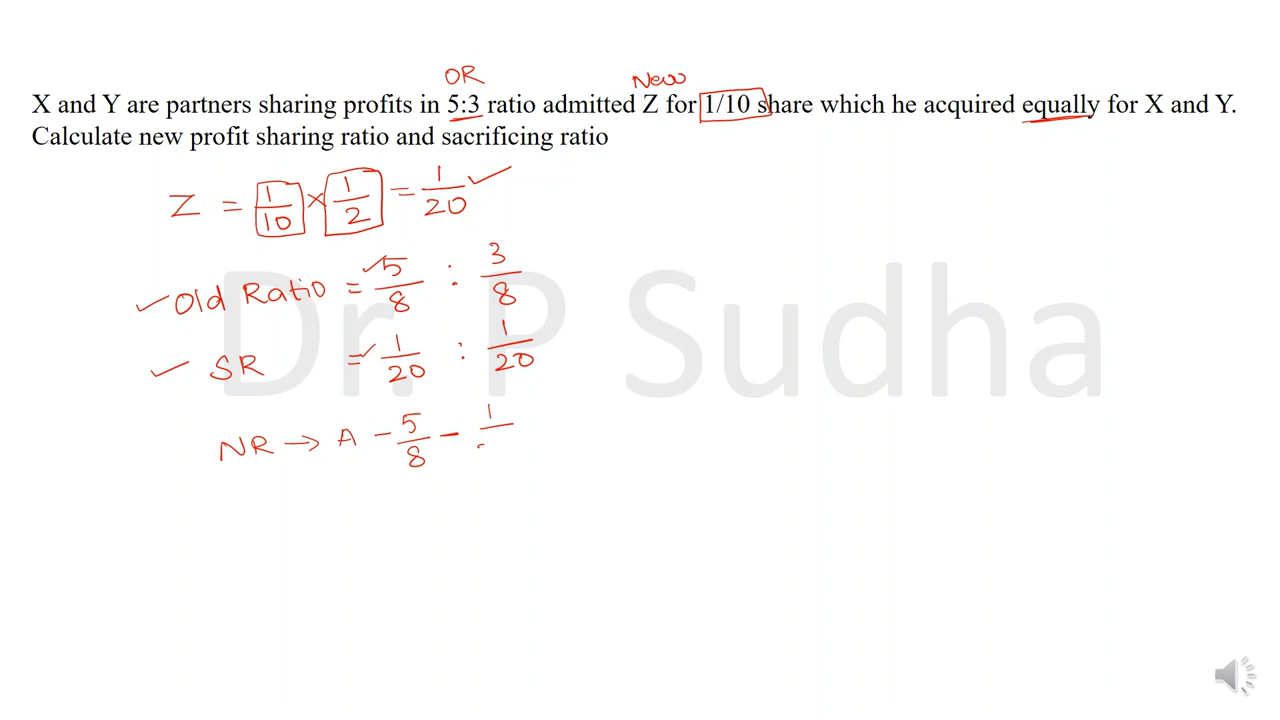 OR
New
X and Y are partners sharing profits in 5:3 ratio admitted Z for 1/10 share which he acquired equally for X and Y.
Calculate new profit sharing ratio and sacrificing ratio
Z = 1/10 × 1/2 = 1/20 ✓
✓ Old Ratio = ✓ 5/8 : 3/8
✓ SR = ✓ 1/20 : 1/20
NR → A - 5/8 - 1/
Dr. P Sudha